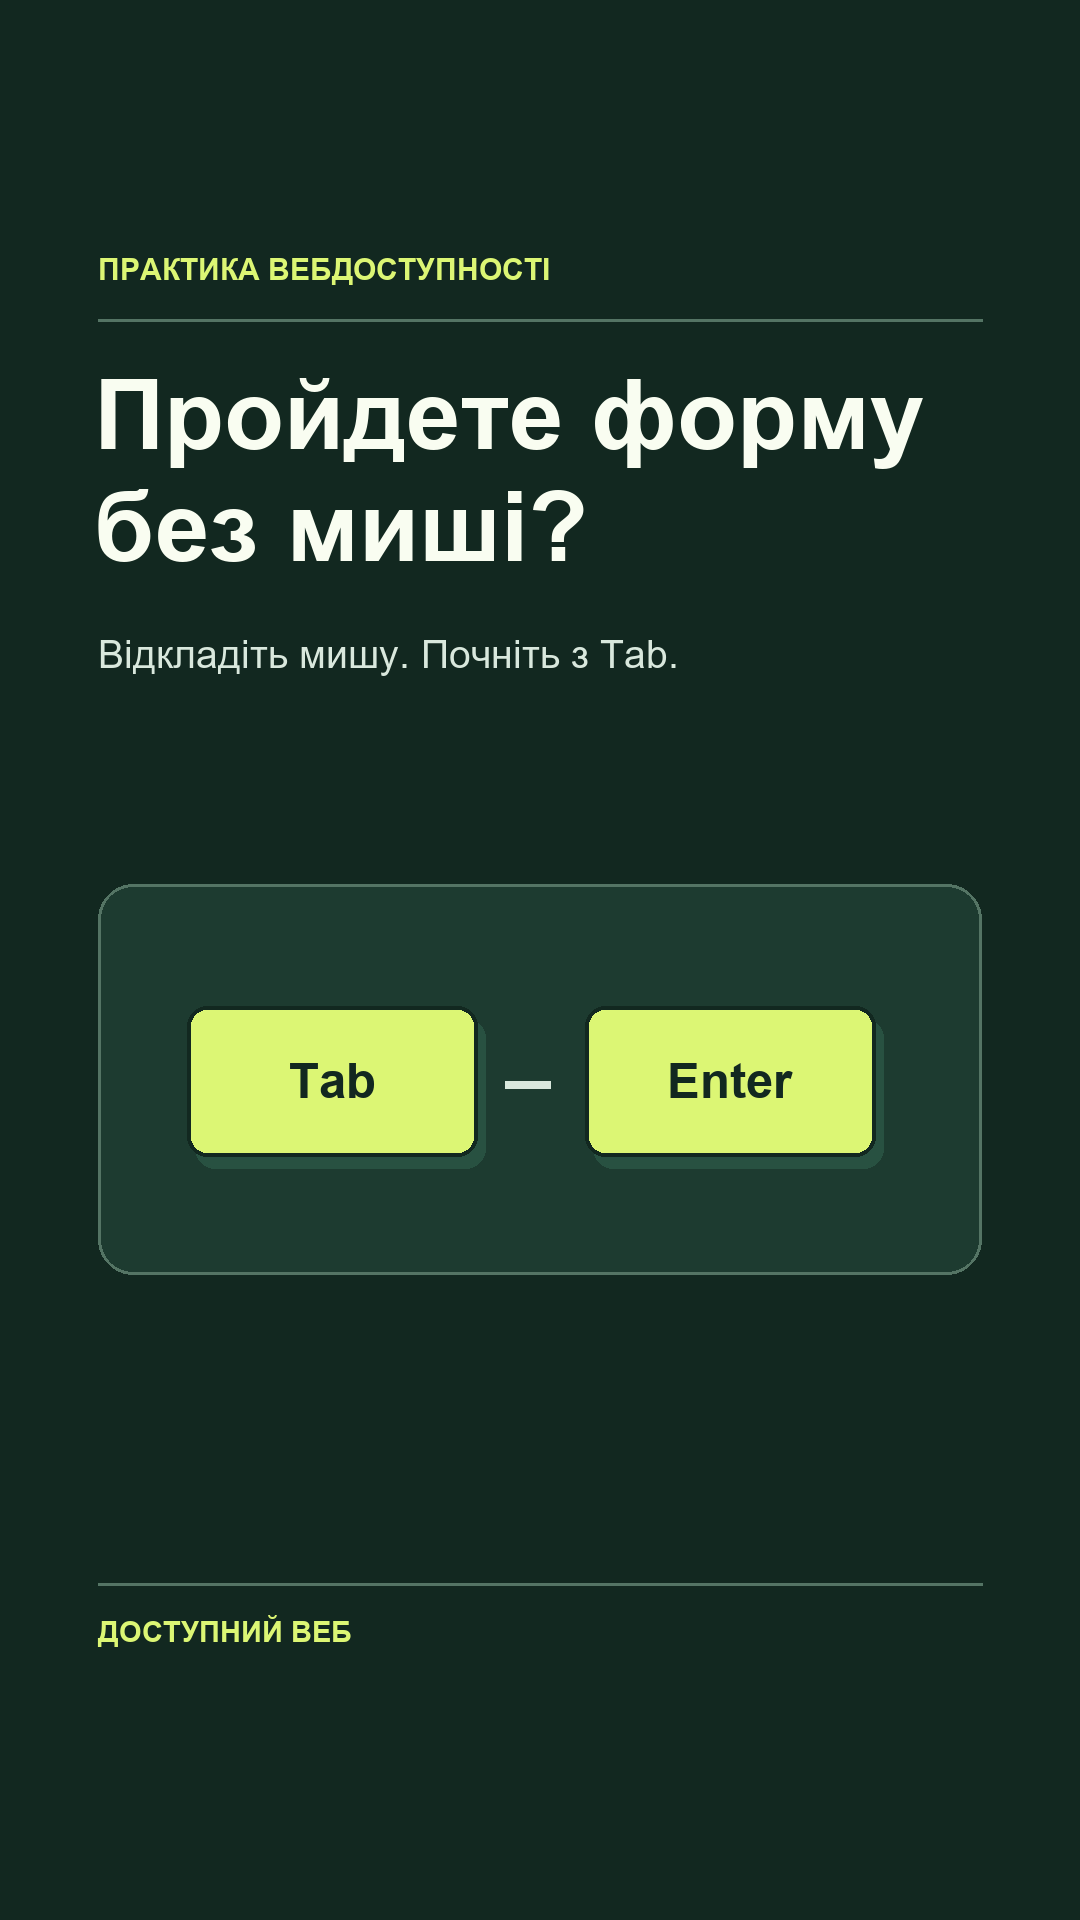 ПРАКТИКА ВЕБДОСТУПНОСТІ
Пройдете форму
без миші?
Відкладіть мишу. Почніть з Tab.
Tab — Enter
ДОСТУПНИЙ ВЕБ